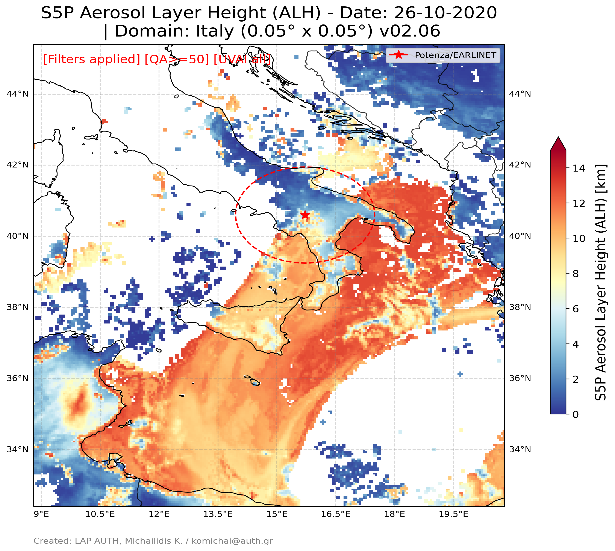 S5P Aerosol Layer Height (ALH) - Date: 26-10-2020
| Domain: Italy (0.05° x 0.05°) v02.06
[Filters applied] [QA>=50] [UVAI
Potenza/EARLINET
44°N
42°N
40°N
38°N
36°N
34°N
44°N
42°N
40°N
38°N
36°N
34°N
9°E
10.5°E
12°E
13.5°E
15°E
16.5°E
18°E
19.5°E
14
12
10
8
6
4
2
0
S5P Aerosol Layer Height (ALH) [km]
Created: LAP AUTH, Michailidis K. / komichai@auth.gr